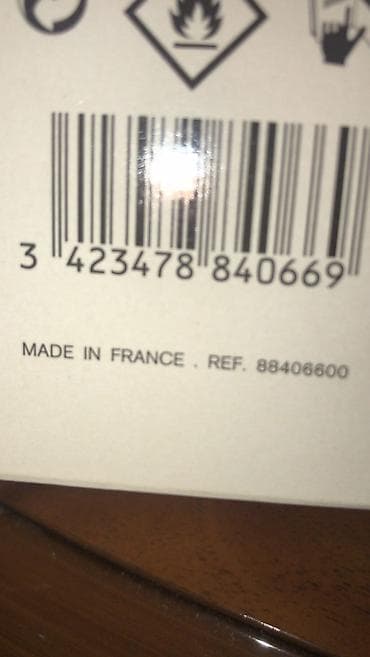 3 423478 840669
MADE IN FRANCE . REF. 88406600